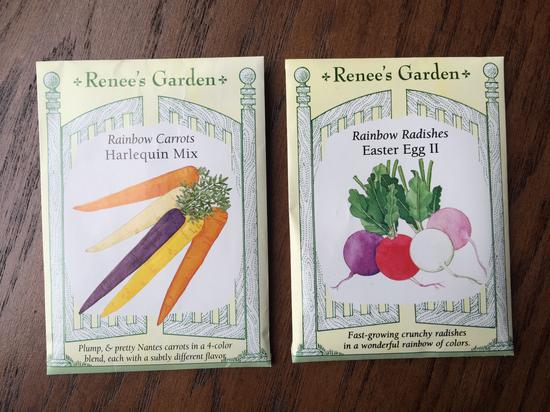 Renee's Garden
Rainbow Carrots
Harlequin Mix
Plump, & pretty Nantes carrots in a 4-color
blend, each with a subtly different flavor.
Renee's Garden
Rainbow Radishes
Easter Egg II
Fast-growing crunchy radishes
in a wonderful rainbow of colors.